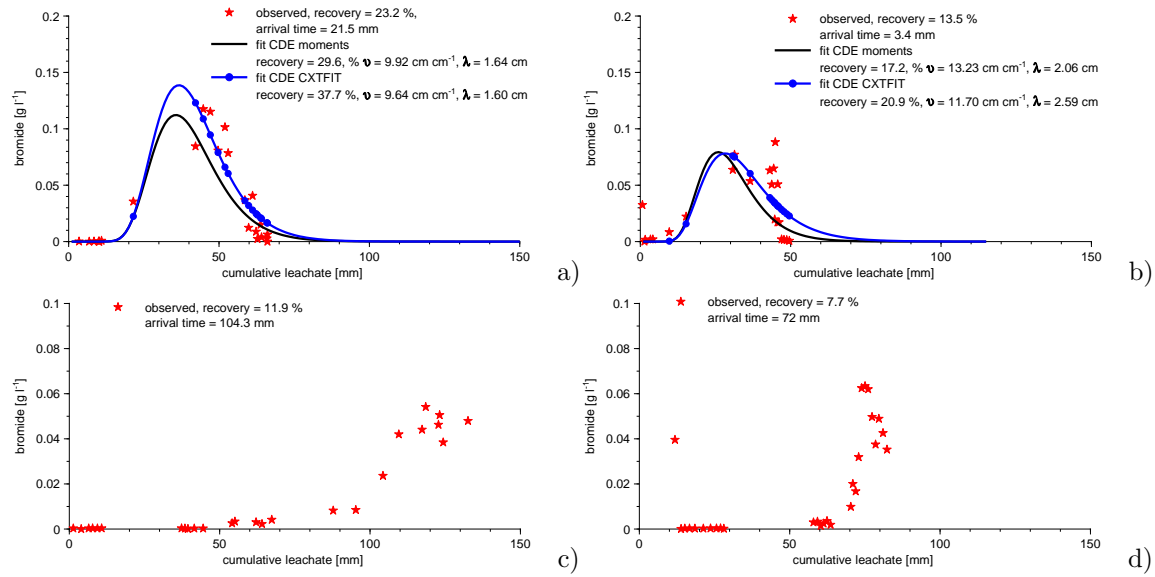 0.2
0.15
0.1
0.05
0
bromide [g l⁻¹]
observed, recovery = 23.2 %,
arrival time = 21.5 mm
fit CDE moments
recovery = 29.6, % υ = 9.92 cm cm⁻¹, λ = 1.64 cm
fit CDE CXTFIT
recovery = 37.7 %, υ = 9.64 cm cm⁻¹, λ = 1.60 cm
0 50 100 150
cumulative leachate [mm]
a)
0.2
0.15
0.1
0.05
0
bromide [g l⁻¹]
observed, recovery = 13.5 %
arrival time = 3.4 mm
fit CDE moments
recovery = 17.2, % υ = 13.23 cm cm⁻¹, λ = 2.06 cm
fit CDE CXTFIT
recovery = 20.9 %, υ = 11.70 cm cm⁻¹, λ = 2.59 cm
0 50 100 150
cumulative leachate [mm]
b)
0.1
0.08
0.06
0.04
0.02
0
bromide [g l⁻¹]
observed, recovery = 11.9 %
arrival time = 104.3 mm
0 50 100 150
cumulative leachate [mm]
c)
0.1
0.08
0.06
0.04
0.02
0
bromide [g l⁻¹]
observed, recovery = 7.7 %
arrival time = 72 mm
0 50 100 150
cumulative leachate [mm]
d)